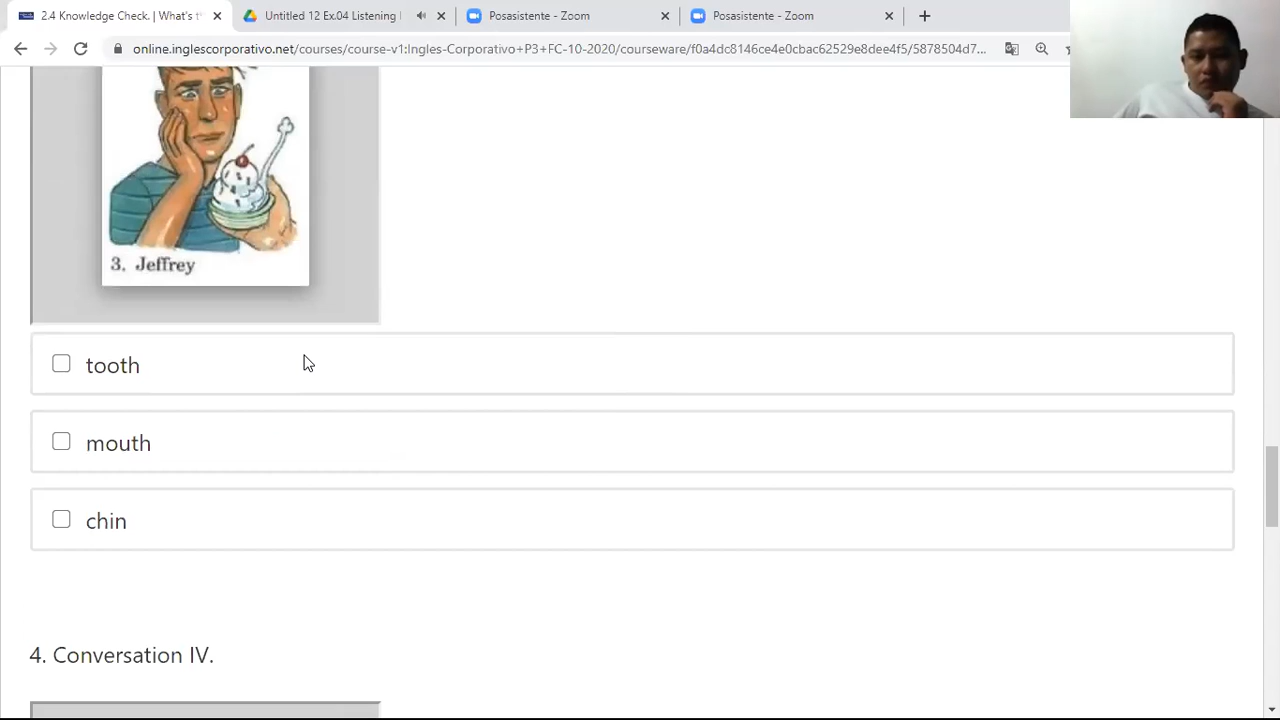 2.4 Knowledge Check. | What's t
Untitled 12 Ex.04 Listening
Posasistente - Zoom
Posasistente - Zoom
online.inglescorporativo.net/courses/course-v1:Ingles-Corporativo+P3+FC-10-2020/courseware/f0a4dc8146ce4e0cbac62529e8dee4f5/5878504d7...
3. Jeffrey
tooth
mouth
chin
4. Conversation IV.